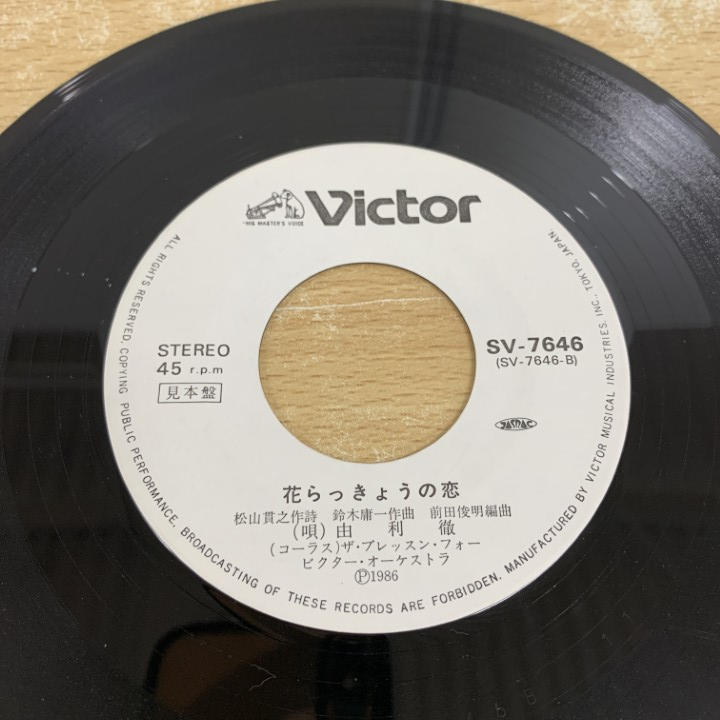 "HIS MASTER'S VOICE"
Victor
STEREO
45 r.p.m
見本盤
SV-7646
(SV-7646-B)
JASRAC
花らっきょうの恋
松山貫之作詩 鈴木庸一作曲 前田俊明編曲
(唄)由利徹
(コーラス)ザ・ブレッスン・フォー
ビクター・オーケストラ
Ⓟ1986
ALL RIGHTS RESERVED. COPYING PUBLIC PERFORMANCE. BROADCASTING OF THESE RECORDS ARE FORBIDDEN. MANUFACTURED BY VICTOR MUSICAL INDUSTRIES, INC., TOKYO, JAPAN.